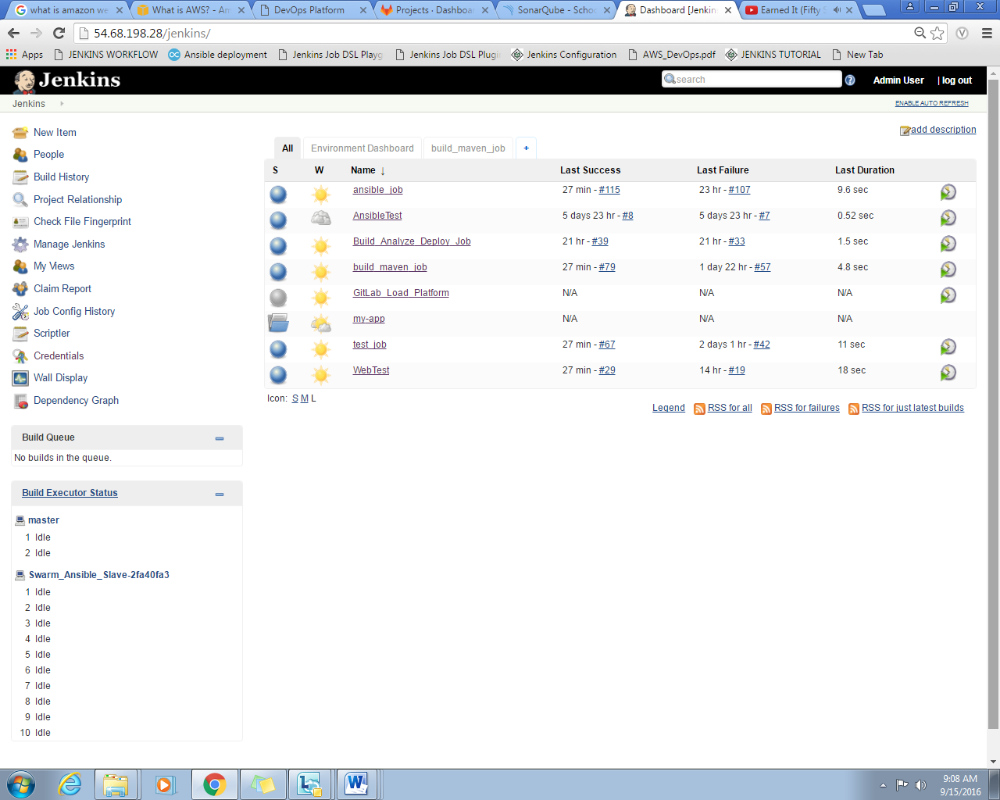 what is amazon we
What is AWS? - Am
DevOps Platform
Projects · Dashboar
SonarQube - Schoo
Dashboard [Jenkin
Earned It (Fifty S
54.68.198.28/jenkins/
Apps
JENKINS WORKFLOW
Ansible deployment
Jenkins Job DSL Playg
Jenkins Job DSL Plugi
Jenkins Configuration
AWS_DevOps.pdf
JENKINS TUTORIAL
New Tab
Jenkins
search
Admin User
| log out
Jenkins
ENABLE AUTO REFRESH
add description
New Item
People
Build History
Project Relationship
Check File Fingerprint
Manage Jenkins
My Views
Claim Report
Job Config History
Scriptler
Credentials
Wall Display
Dependency Graph
All Environment Dashboard build_maven_job +
S W Name ↓ Last Success Last Failure Last Duration
ansible_job 27 min - #115 23 hr - #107 9.6 sec
AnsibleTest 5 days 23 hr - #8 5 days 23 hr - #7 0.52 sec
Build_Analyze_Deploy_Job 21 hr - #39 21 hr - #33 1.5 sec
build_maven_job 27 min - #79 1 day 22 hr - #57 4.8 sec
GitLab_Load_Platform N/A N/A N/A
my-app N/A N/A N/A
test_job 27 min - #67 2 days 1 hr - #42 11 sec
WebTest 27 min - #29 14 hr - #19 18 sec
Icon: S M L
Legend RSS for all RSS for failures RSS for just latest builds
Build Queue
No builds in the queue.
Build Executor Status
master
1 Idle
2 Idle
Swarm_Ansible_Slave-2fa40fa3
1 Idle
2 Idle
3 Idle
4 Idle
5 Idle
6 Idle
7 Idle
8 Idle
9 Idle
10 Idle
9:08 AM
9/15/2016